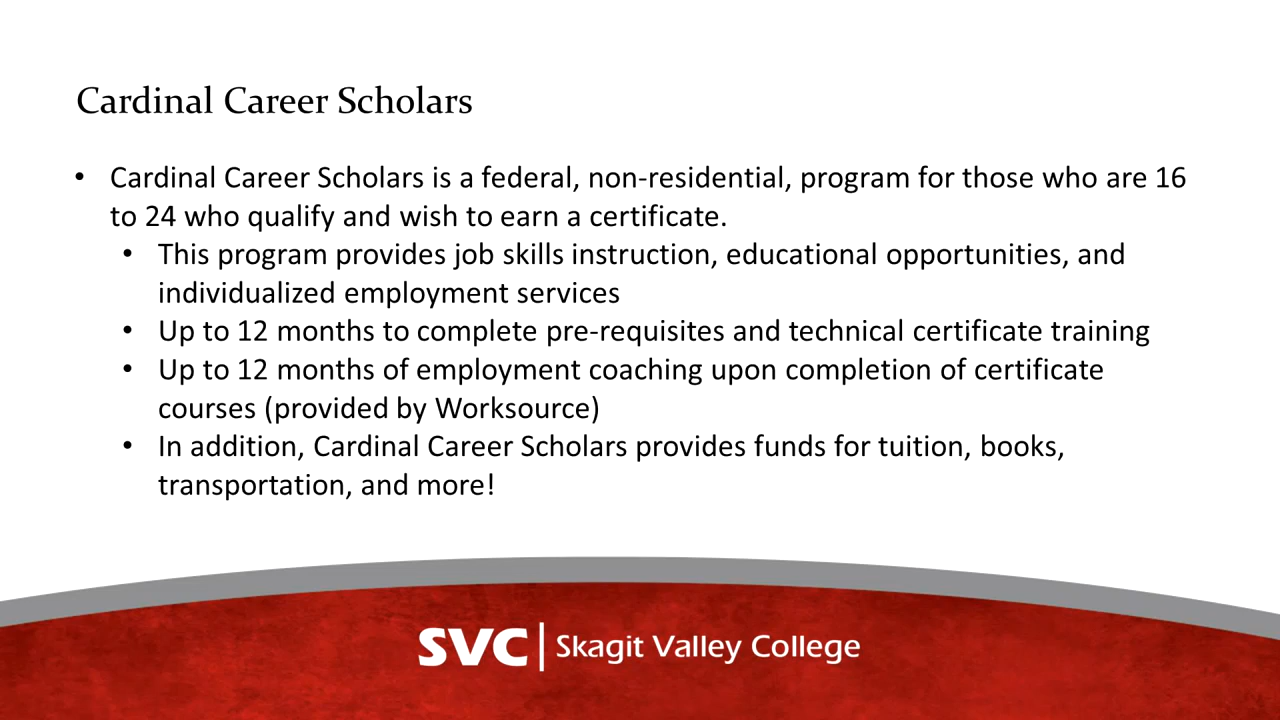 Cardinal Career Scholars
• Cardinal Career Scholars is a federal, non-residential, program for those who are 16
to 24 who qualify and wish to earn a certificate.
• This program provides job skills instruction, educational opportunities, and
individualized employment services
• Up to 12 months to complete pre-requisites and technical certificate training
• Up to 12 months of employment coaching upon completion of certificate
courses (provided by Worksource)
• In addition, Cardinal Career Scholars provides funds for tuition, books,
transportation, and more!
SVC | Skagit Valley College